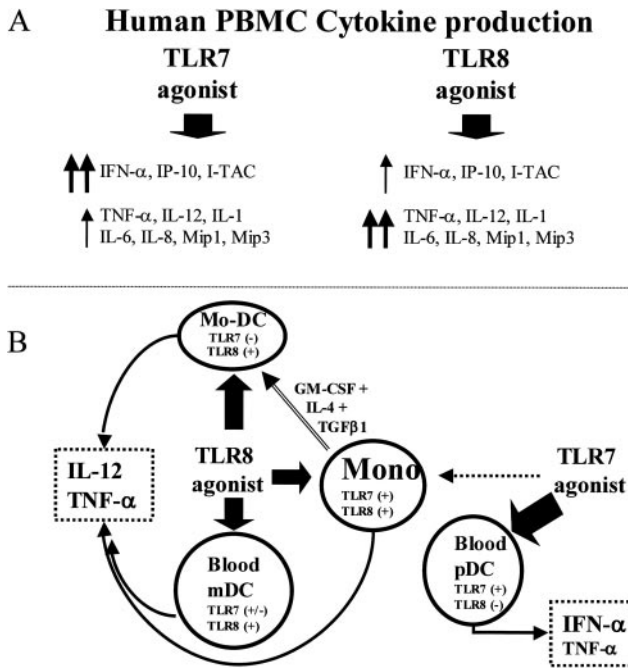 A
Human PBMC Cytokine production
TLR7
agonist
IFN-α, IP-10, I-TAC
TNF-α, IL-12, IL-1
IL-6, IL-8, Mip1, Mip3
TLR8
agonist
IFN-α, IP-10, I-TAC
TNF-α, IL-12, IL-1
IL-6, IL-8, Mip1, Mip3
B
Mo-DC
TLR7 (-)
TLR8 (+)
GM-CSF +
IL-4 +
TGFβ1
IL-12
TNF-α
TLR8
agonist
Mono
TLR7 (+)
TLR8 (+)
TLR7
agonist
Blood
mDC
TLR7 (+/-)
TLR8 (+)
Blood
pDC
TLR7 (+)
TLR8 (-)
IFN-α
TNF-α